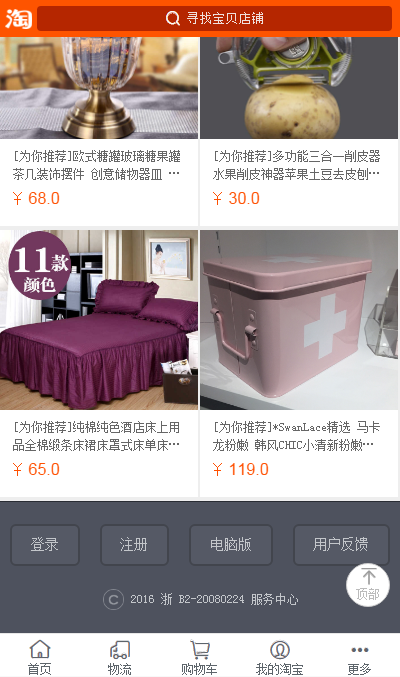 淘 寻找宝贝店铺
[为你推荐]欧式糖罐玻璃糖果罐
茶几装饰摆件 创意储物器皿 ...
¥ 68.0
[为你推荐]多功能三合一削皮器
水果削皮神器苹果土豆去皮刨...
¥ 30.0
11款
颜色
[为你推荐]纯棉纯色酒店床上用
品全棉缎条床裙床罩式床单床...
¥ 65.0
[为你推荐]*SwanLace精选 马卡
龙粉嫩 韩风CHIC小清新粉嫩...
¥ 119.0
登录 注册 电脑版 用户反馈
顶部
© 2016 浙 B2-20080224 服务中心
首页 物流 购物车 我的淘宝 更多